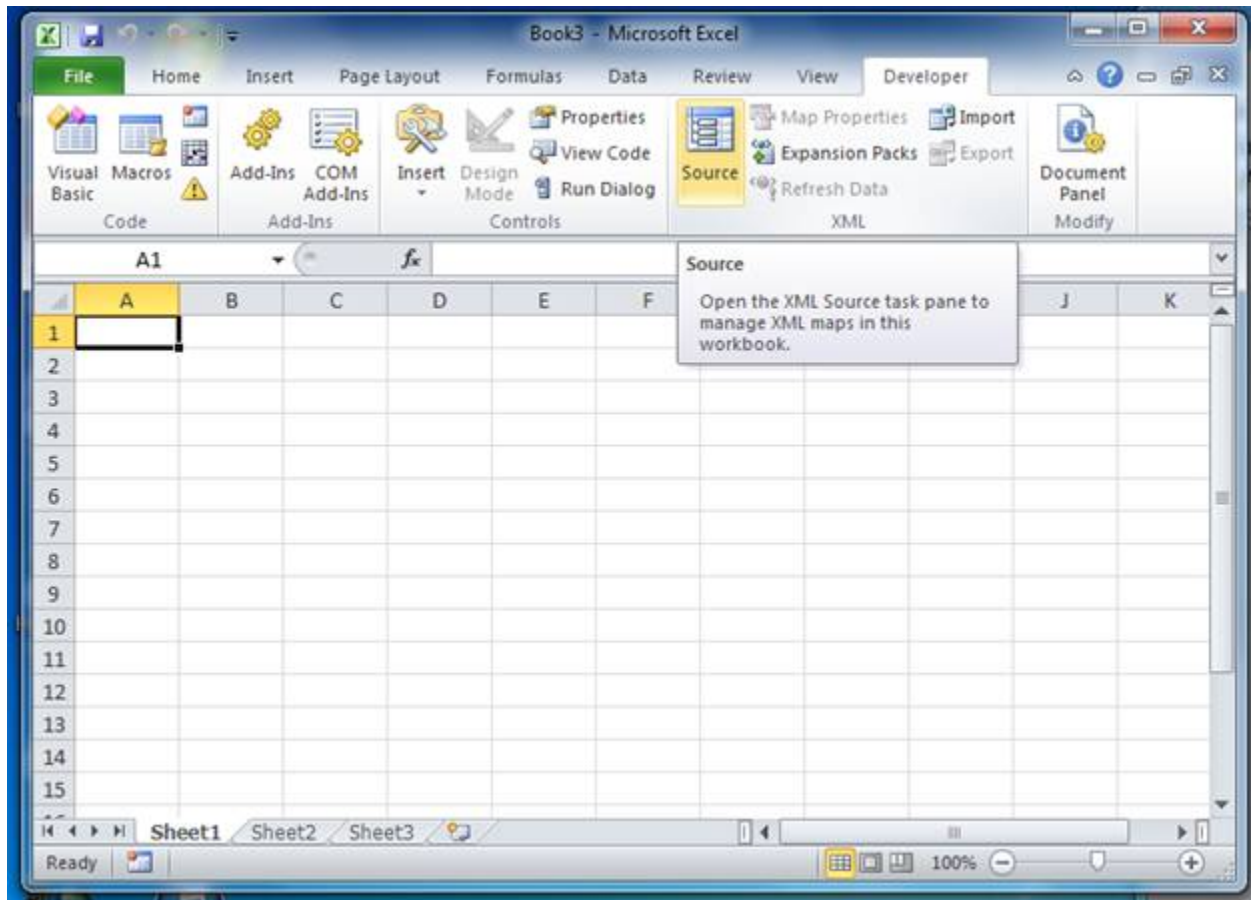 Book3 - Microsoft Excel
File Home Insert Page Layout Formulas Data Review View Developer
Visual Basic
Macros
Code
Add-Ins
COM Add-Ins
Add-Ins
Insert
Design Mode
Properties
View Code
Run Dialog
Controls
Source
Map Properties
Expansion Packs
Refresh Data
Import
Export
XML
Document Panel
Modify
A1 fx
Source
Open the XML Source task pane to
manage XML maps in this
workbook.
A B C D E F J K
1
2
3
4
5
6
7
8
9
10
11
12
13
14
15
Sheet1 Sheet2 Sheet3
Ready 100%